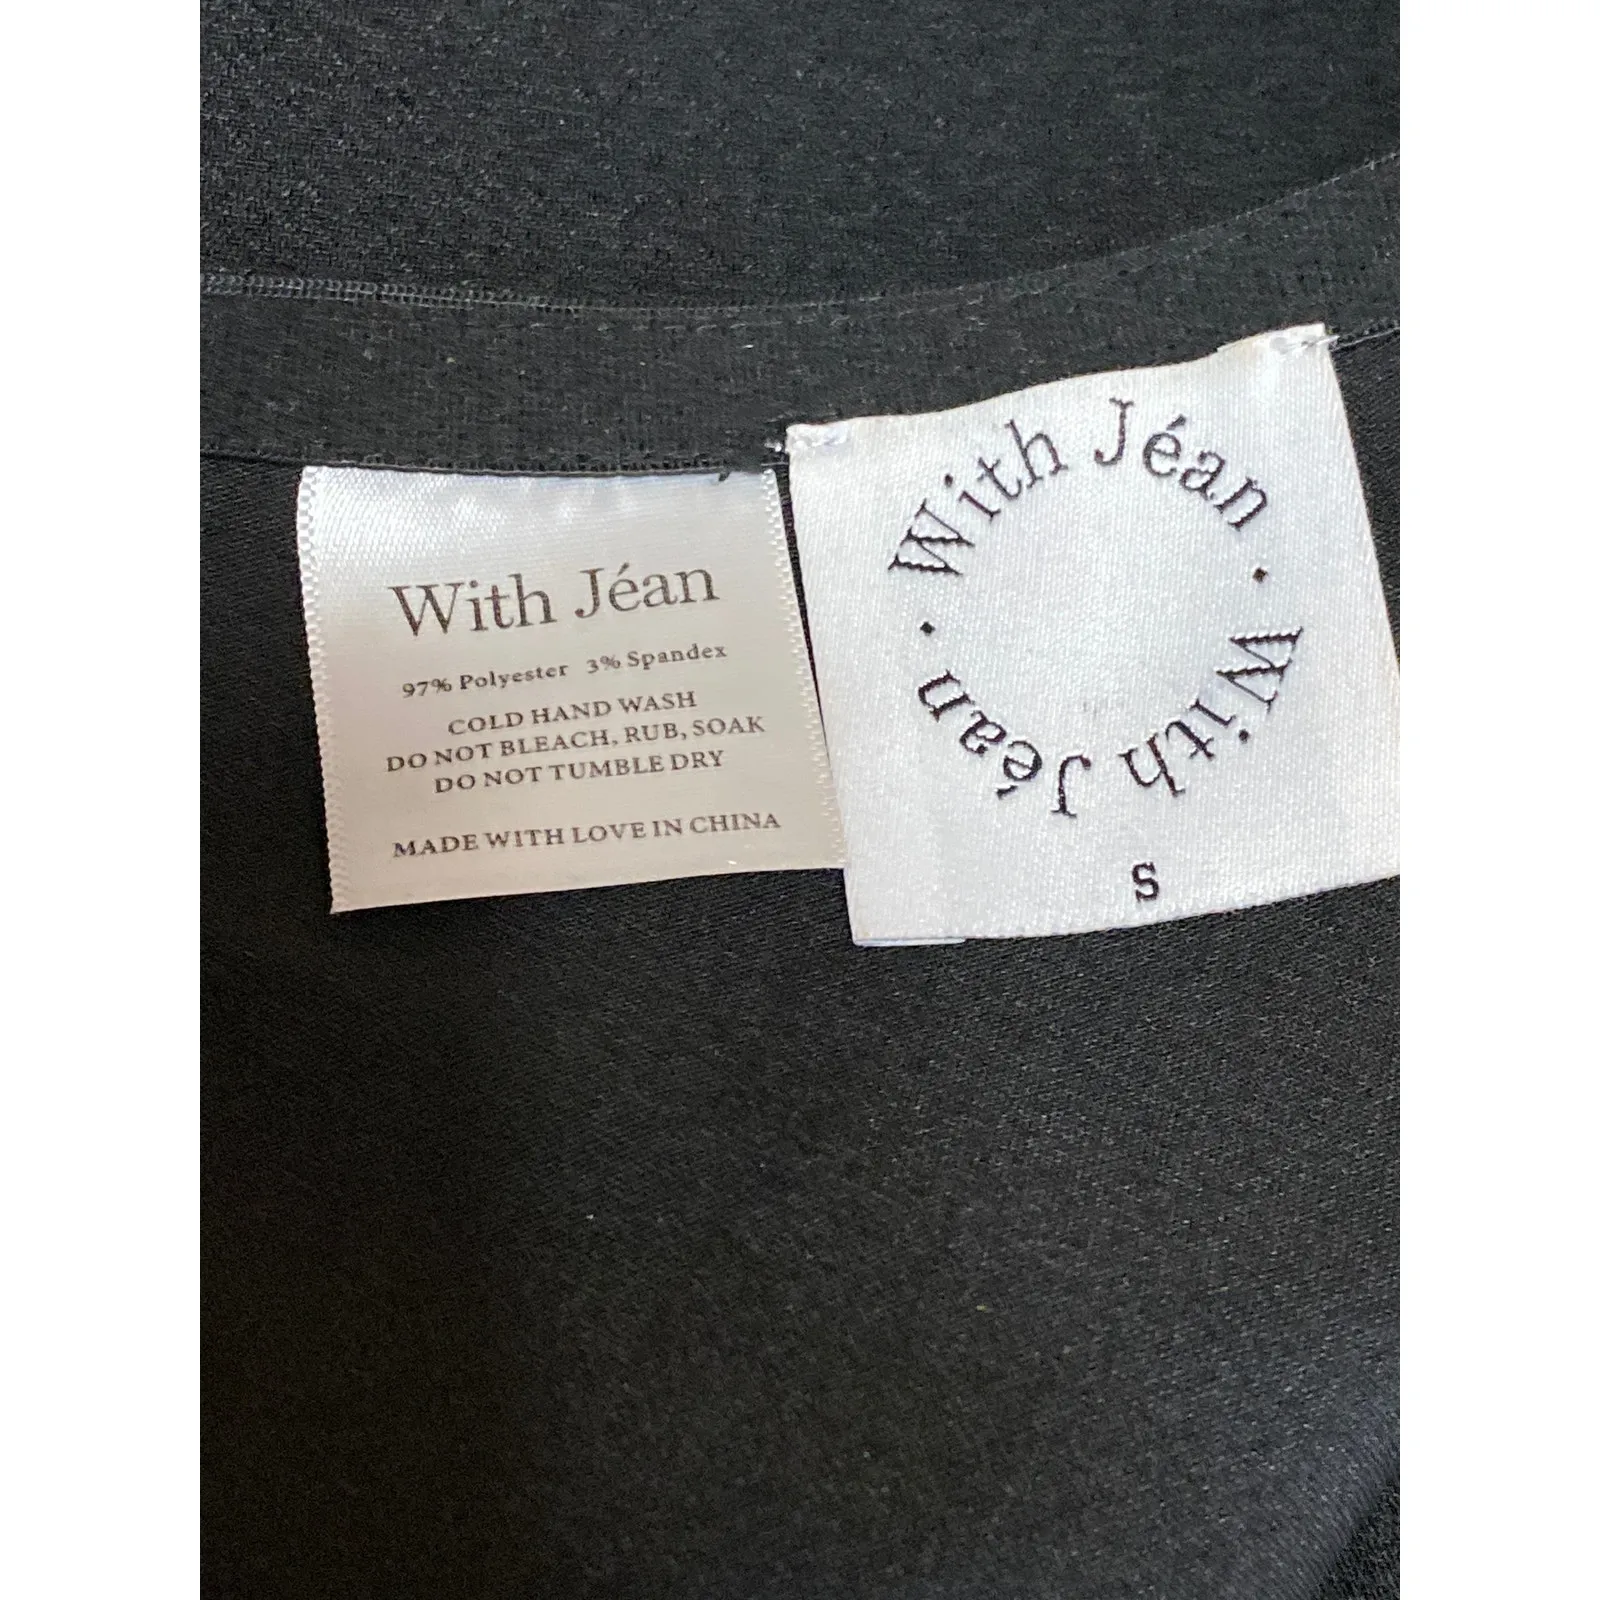 With Jéan
97% Polyester 3% Spandex
COLD HAND WASH
DO NOT BLEACH, RUB, SOAK
DO NOT TUMBLE DRY
MADE WITH LOVE IN CHINA
With Jéan · With Jéan ·
S